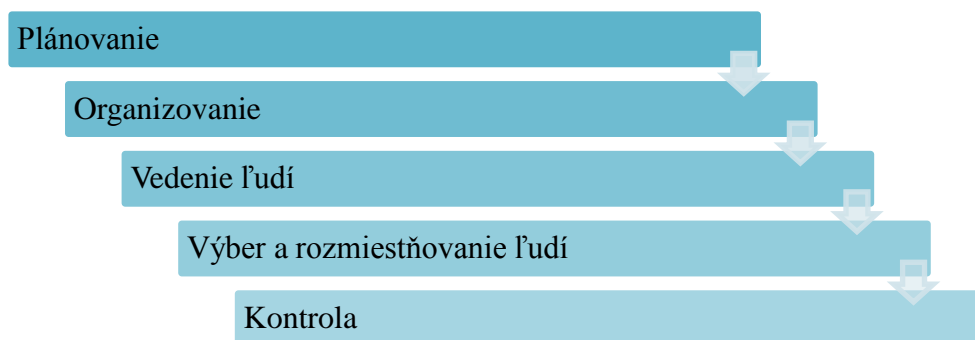 Plánovanie
Organizovanie
Vedenie ľudí
Výber a rozmiestňovanie ľudí
Kontrola